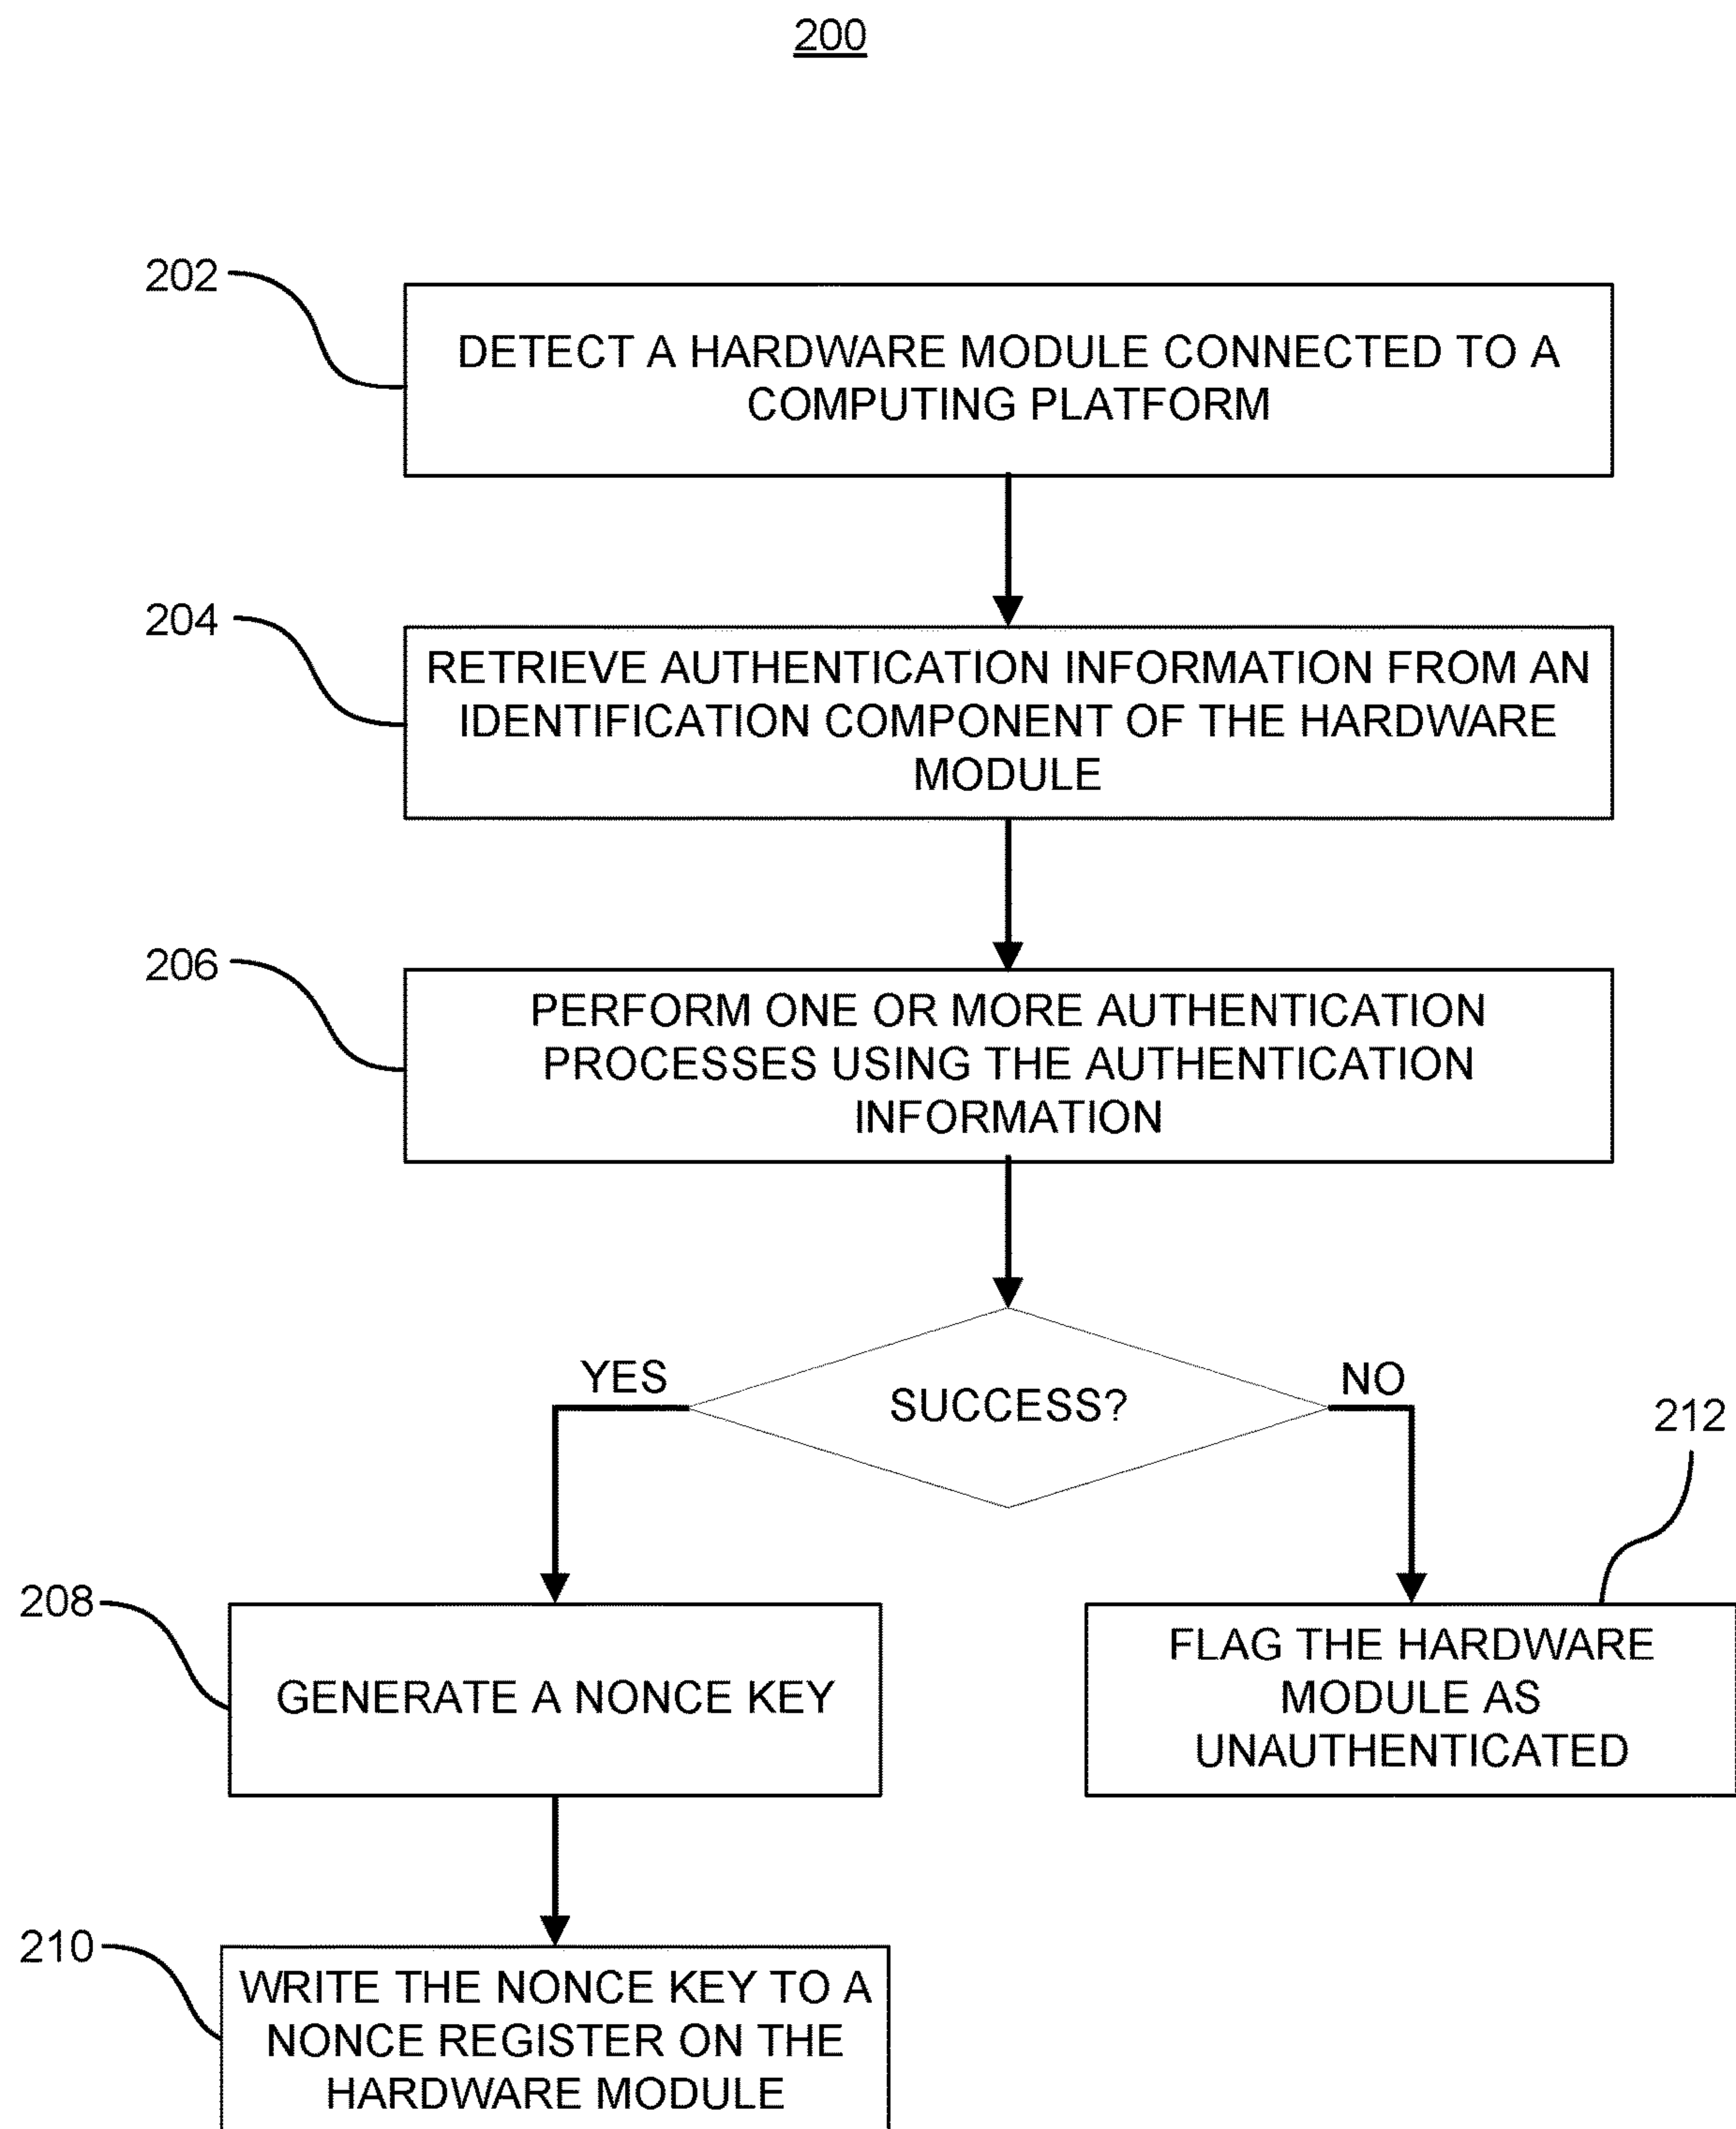 200
202
DETECT A HARDWARE MODULE CONNECTED TO A
COMPUTING PLATFORM
204
RETRIEVE AUTHENTICATION INFORMATION FROM AN
IDENTIFICATION COMPONENT OF THE HARDWARE
MODULE
206
PERFORM ONE OR MORE AUTHENTICATION
PROCESSES USING THE AUTHENTICATION
INFORMATION
YES
SUCCESS?
NO
212
208
GENERATE A NONCE KEY
FLAG THE HARDWARE
MODULE AS
UNAUTHENTICATED
210
WRITE THE NONCE KEY TO A
NONCE REGISTER ON THE
HARDWARE MODULE